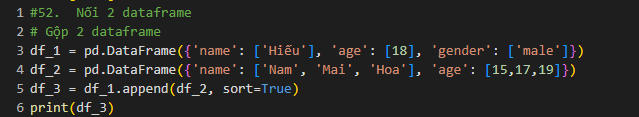 1 #52.  Nối 2 dataframe
2 # Gộp 2 dataframe
3 df_1 = pd.DataFrame({'name': ['Hiếu'], 'age': [18], 'gender': ['male']})
4 df_2 = pd.DataFrame({'name': ['Nam', 'Mai', 'Hoa'], 'age': [15,17,19]})
5 df_3 = df_1.append(df_2, sort=True)
6 print(df_3)